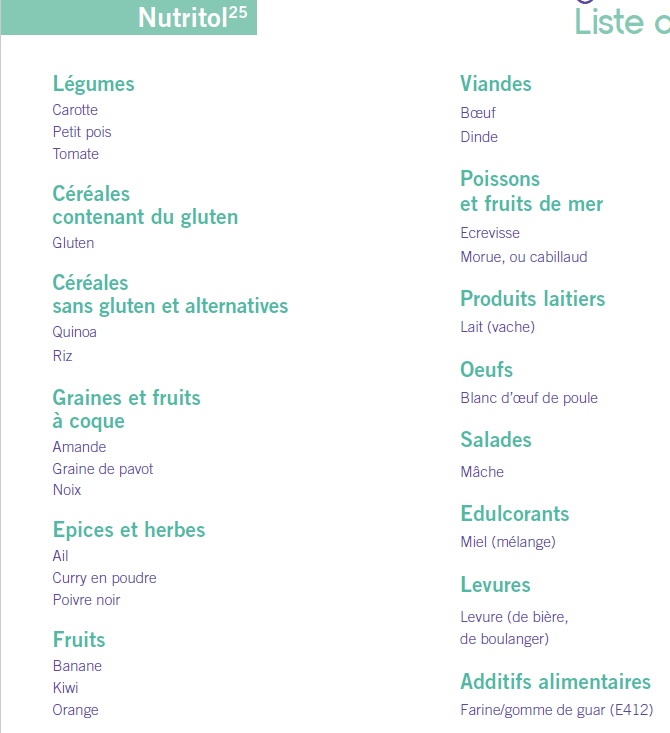 Nutritol25
Liste
Légumes
Carotte
Petit pois
Tomate
Céréales
contenant du gluten
Gluten
Céréales
sans gluten et alternatives
Quinoa
Riz
Graines et fruits
à coque
Amande
Graine de pavot
Noix
Epices et herbes
Ail
Curry en poudre
Poivre noir
Fruits
Banane
Kiwi
Orange
Viandes
Bœuf
Dinde
Poissons
et fruits de mer
Ecrevisse
Morue, ou cabillaud
Produits laitiers
Lait (vache)
Oeufs
Blanc d'œuf de poule
Salades
Mâche
Edulcorants
Miel (mélange)
Levures
Levure (de bière,
de boulanger)
Additifs alimentaires
Farine/gomme de guar (E412)